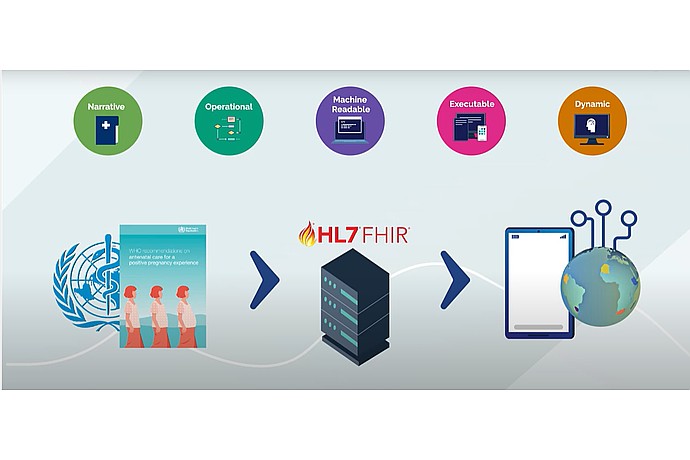 Narrative
Operational
Machine
Readable
Executable
Dynamic
WHO recommendations on
antenatal care for a
positive pregnancy experience
HL7 FHIR